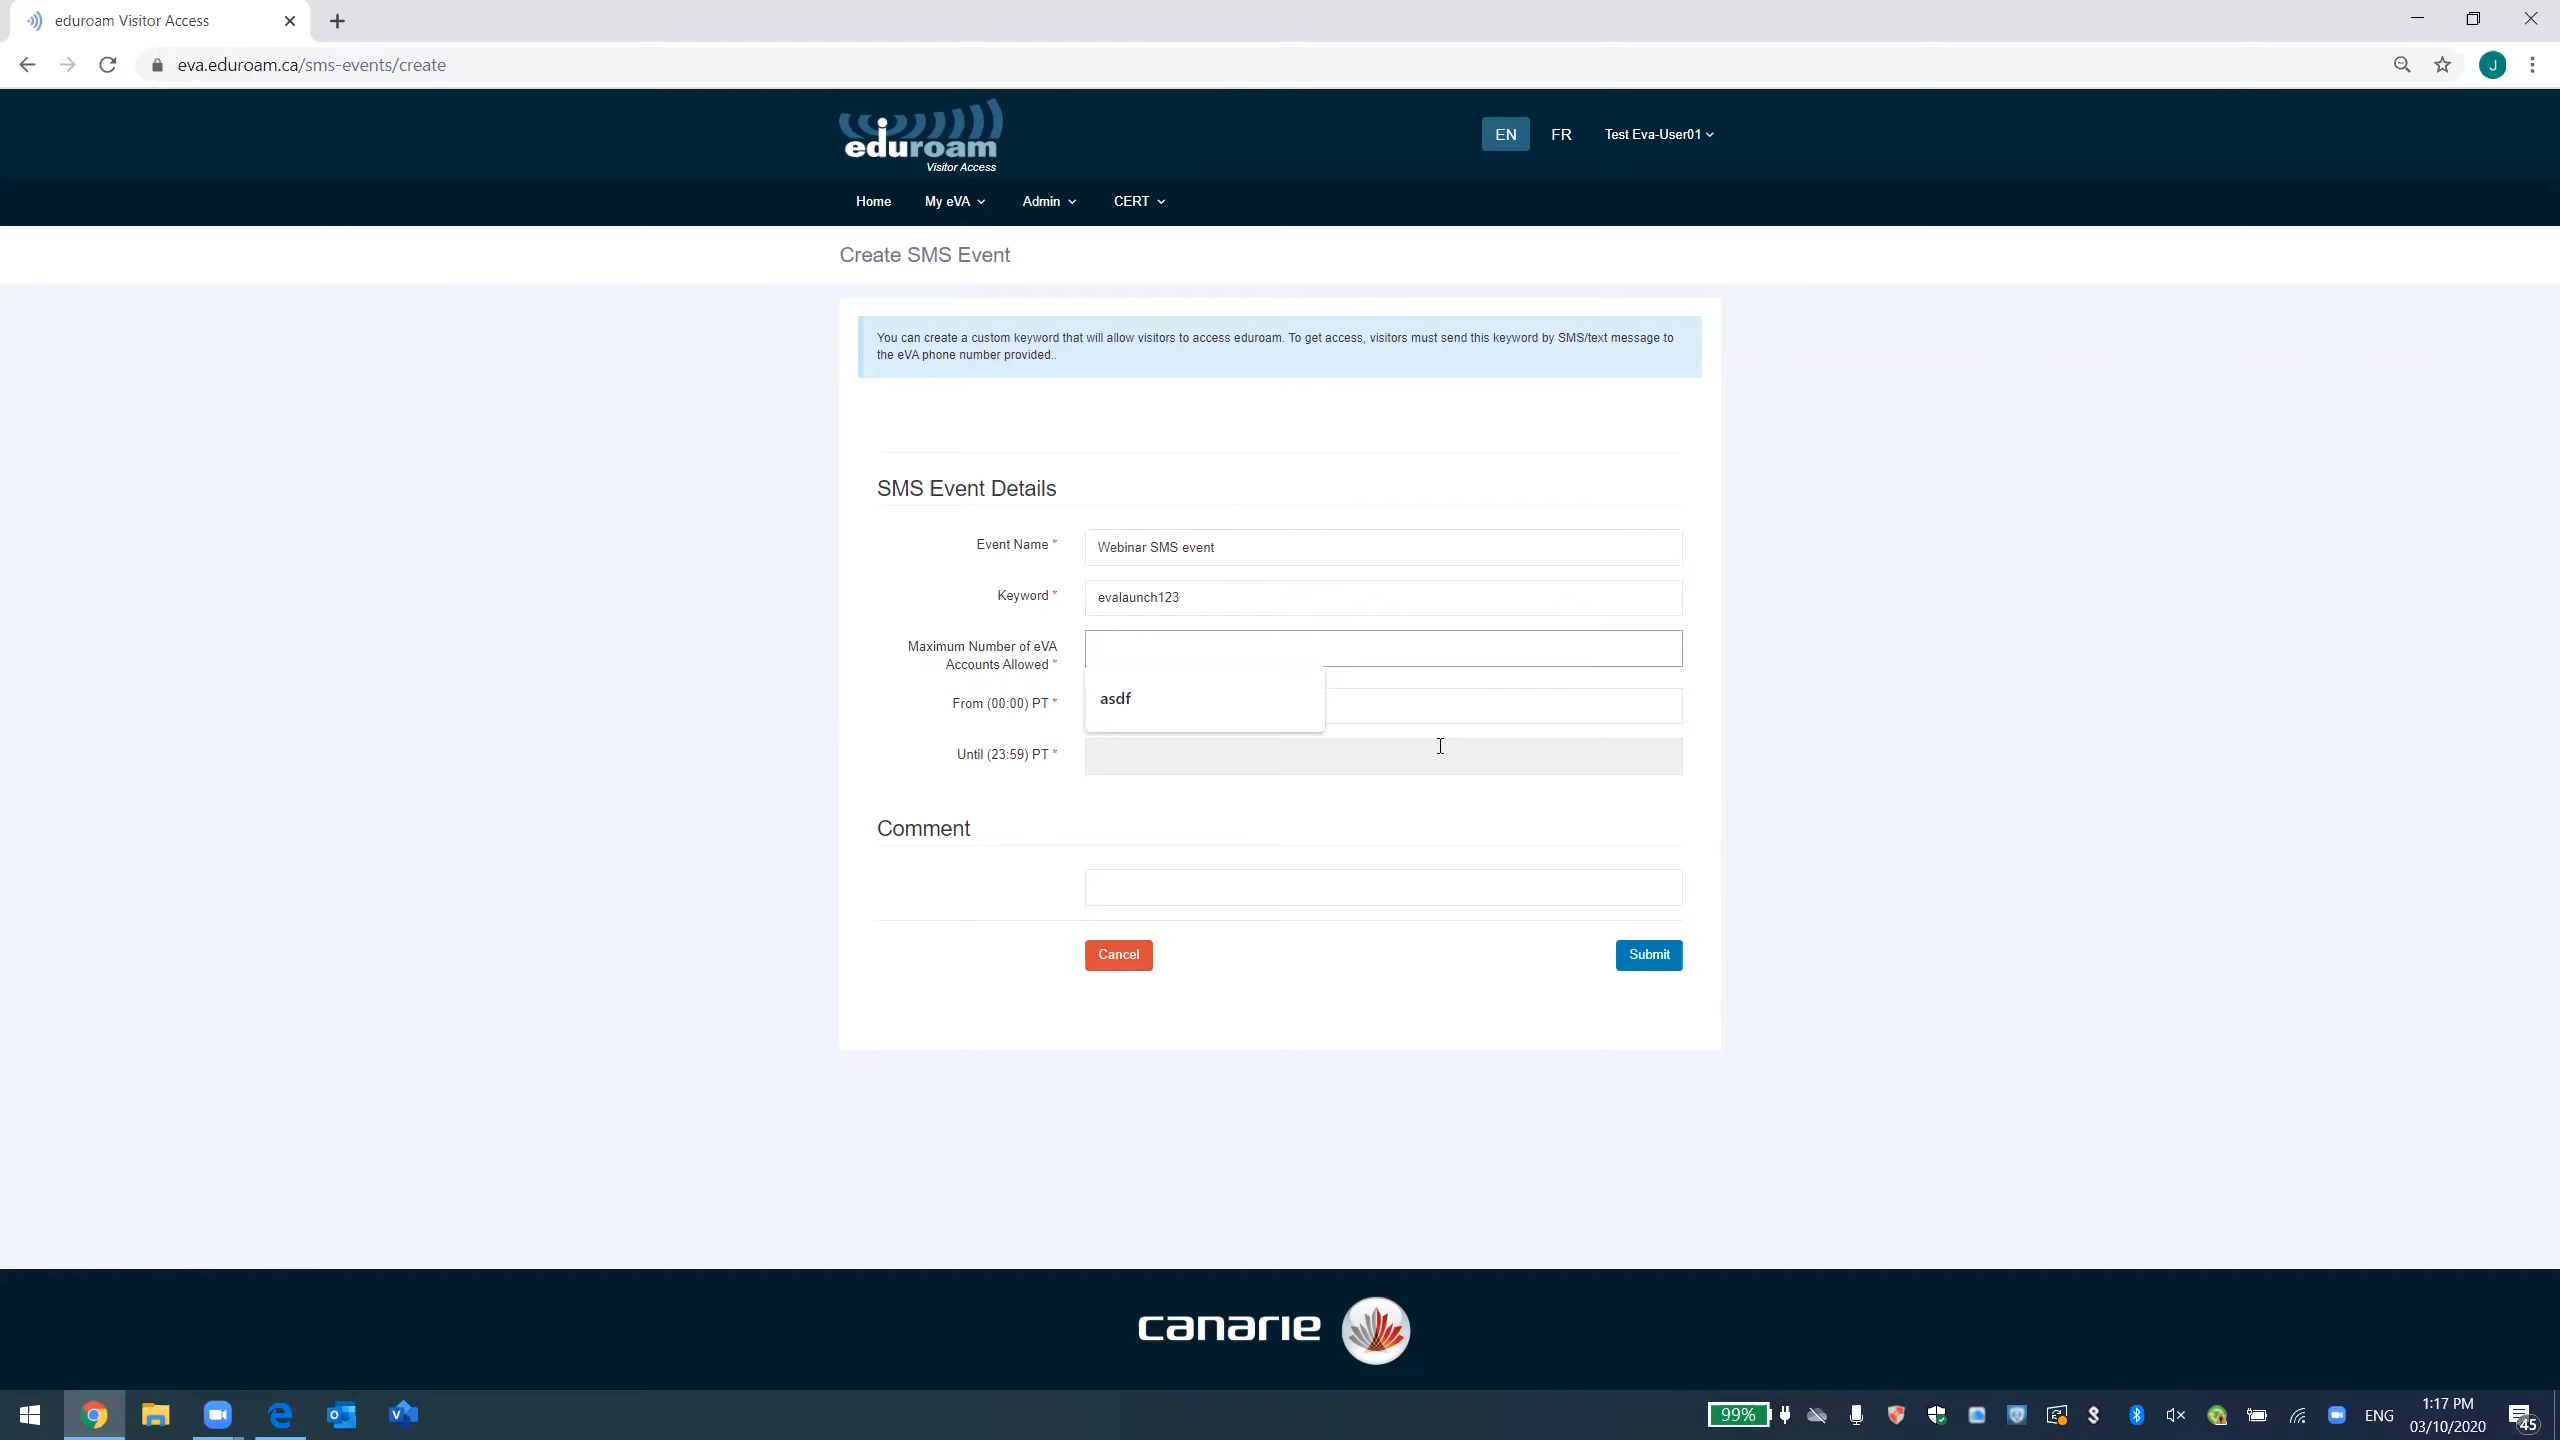 eduroam Visitor Access
eva.eduroam.ca/sms-events/create
J
eduroam
Visitor Access
EN FR Test Eva-User01
Home My eVA Admin CERT
Create SMS Event
You can create a custom keyword that will allow visitors to access eduroam. To get access, visitors must send this keyword by SMS/text message to
the eVA phone number provided..
SMS Event Details
Event Name * Webinar SMS event
Keyword * evalaunch123
Maximum Number of eVA
Accounts Allowed *
asdf
From (00:00) PT *
Until (23:59) PT *
Comment
Cancel Submit
canarie
99% ENG 1:17 PM
03/10/2020
45